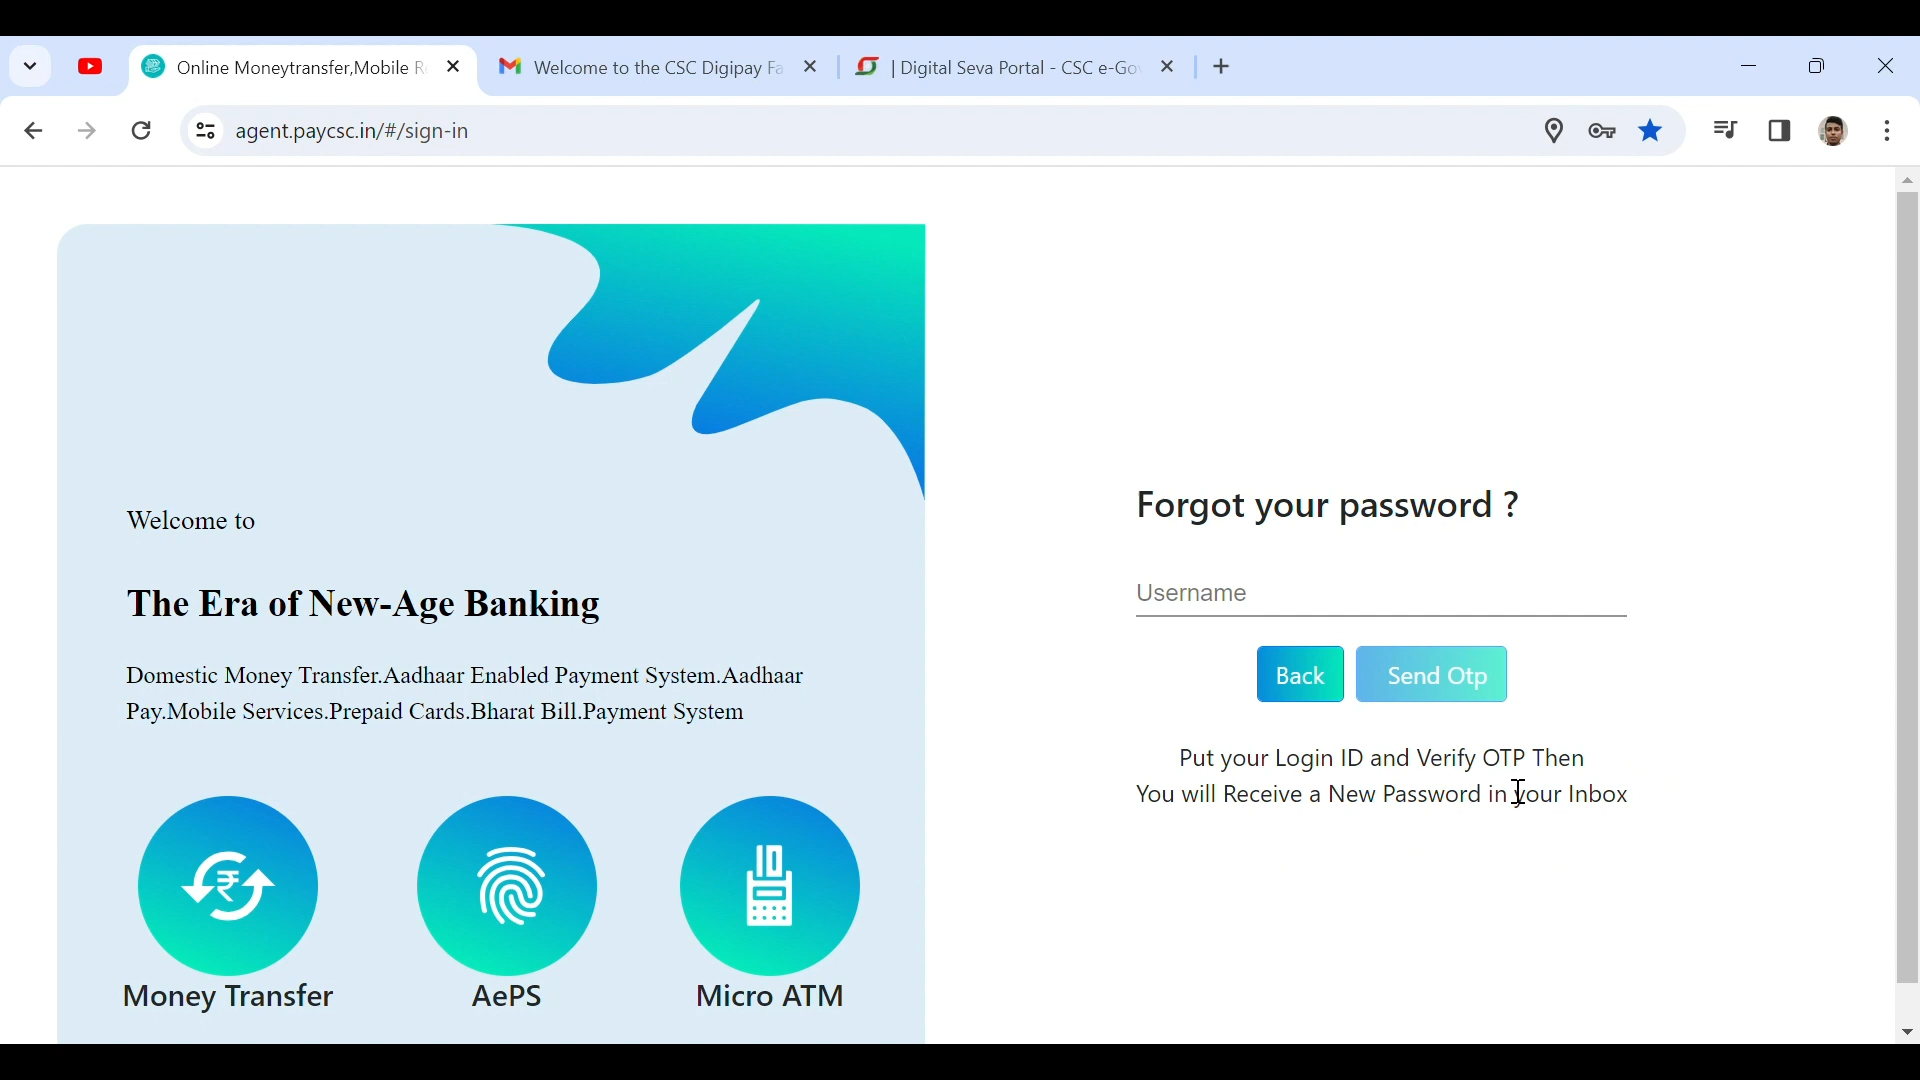 Online Moneytransfer,Mobile R
Welcome to the CSC Digipay Fa
| Digital Seva Portal - CSC e-Gov
agent.paycsc.in/#/sign-in
Welcome to
The Era of New-Age Banking
Domestic Money Transfer.Aadhaar Enabled Payment System.Aadhaar
Pay.Mobile Services.Prepaid Cards.Bharat Bill.Payment System
Money Transfer
AePS
Micro ATM
Forgot your password ?
Username
Back
Send Otp
Put your Login ID and Verify OTP Then
You will Receive a New Password in your Inbox